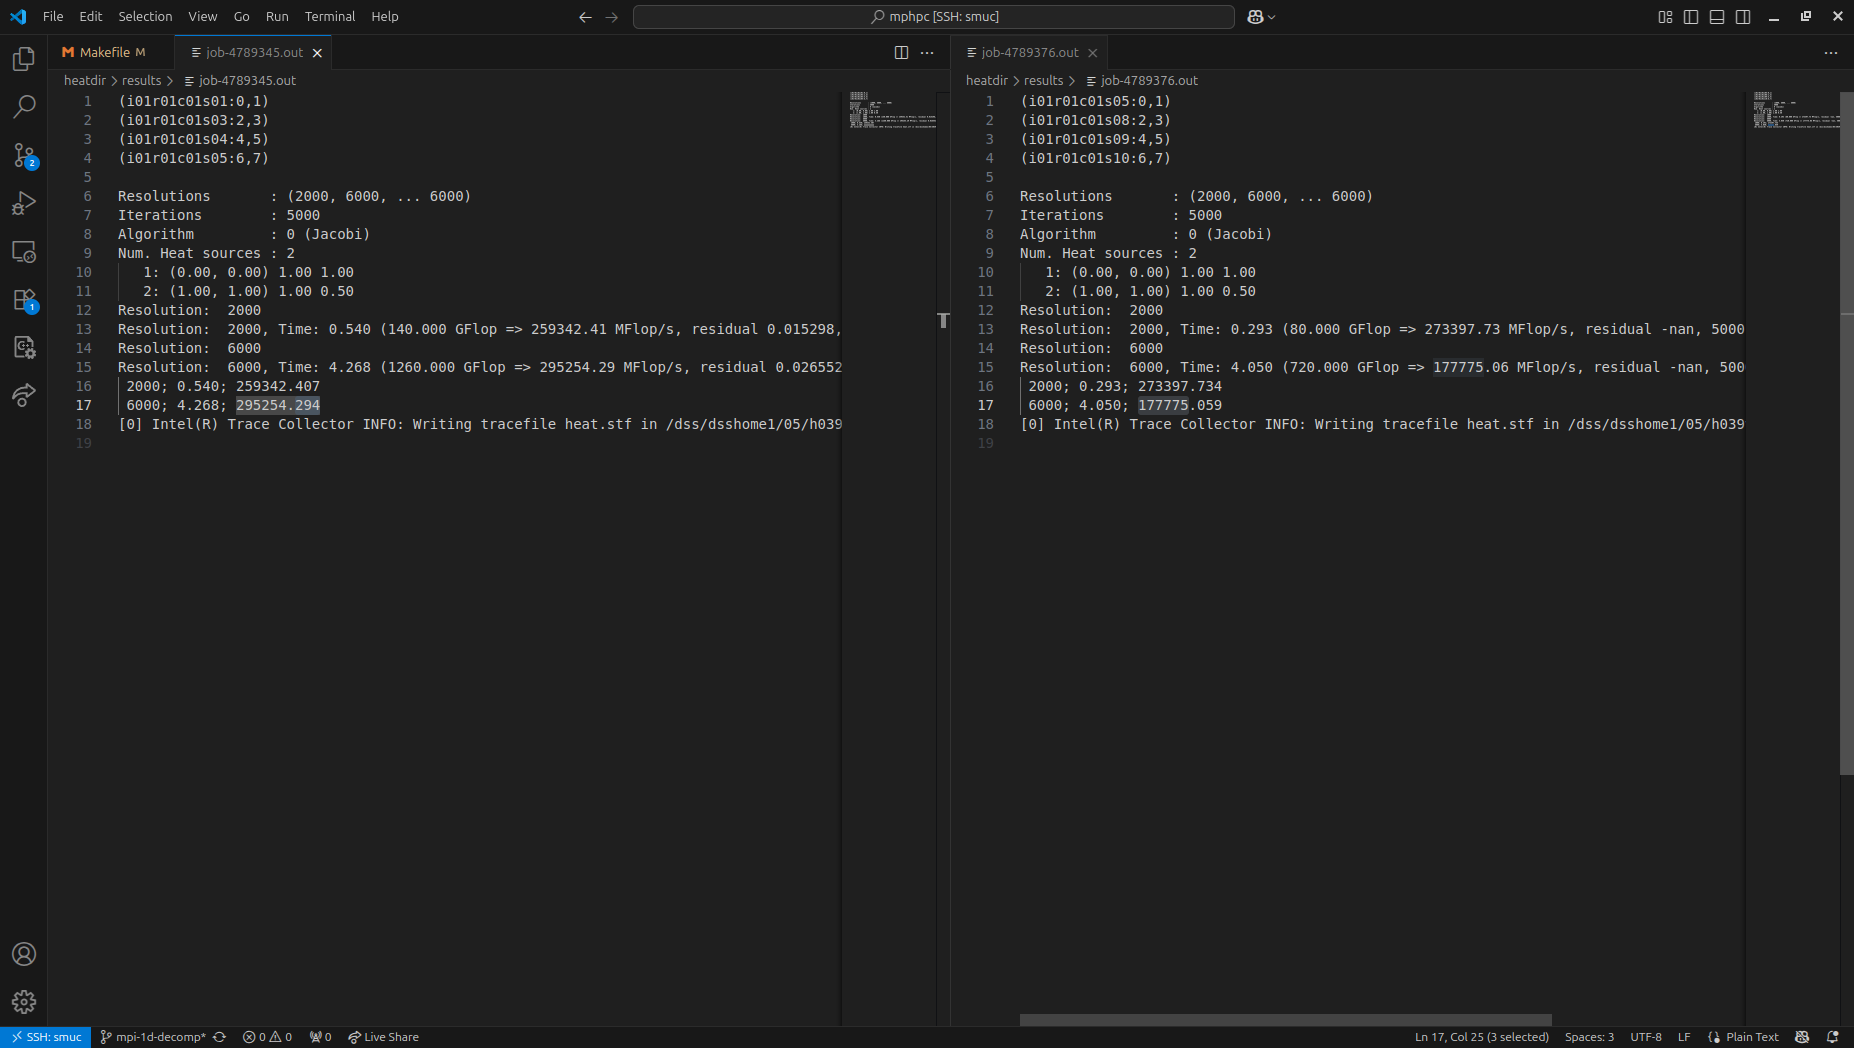 File Edit Selection View Go Run Terminal Help
mphpc [SSH: smuc]
M Makefile M job-4789345.out
heatdir > results > job-4789345.out
1 (i01r01c01s01:0,1)
2 (i01r01c01s03:2,3)
3 (i01r01c01s04:4,5)
4 (i01r01c01s05:6,7)
5
6 Resolutions : (2000, 6000, ... 6000)
7 Iterations : 5000
8 Algorithm : 0 (Jacobi)
9 Num. Heat sources : 2
10 1: (0.00, 0.00) 1.00 1.00
11 2: (1.00, 1.00) 1.00 0.50
12 Resolution: 2000
13 Resolution: 2000, Time: 0.540 (140.000 GFlop => 259342.41 MFlop/s, residual 0.015298,
14 Resolution: 6000
15 Resolution: 6000, Time: 4.268 (1260.000 GFlop => 295254.29 MFlop/s, residual 0.026552
16 2000; 0.540; 259342.407
17 6000; 4.268; 295254.294
18 [0] Intel(R) Trace Collector INFO: Writing tracefile heat.stf in /dss/dsshome1/05/h039
19
job-4789376.out
heatdir > results > job-4789376.out
1 (i01r01c01s05:0,1)
2 (i01r01c01s08:2,3)
3 (i01r01c01s09:4,5)
4 (i01r01c01s10:6,7)
5
6 Resolutions : (2000, 6000, ... 6000)
7 Iterations : 5000
8 Algorithm : 0 (Jacobi)
9 Num. Heat sources : 2
10 1: (0.00, 0.00) 1.00 1.00
11 2: (1.00, 1.00) 1.00 0.50
12 Resolution: 2000
13 Resolution: 2000, Time: 0.293 (80.000 GFlop => 273397.73 MFlop/s, residual -nan, 5000
14 Resolution: 6000
15 Resolution: 6000, Time: 4.050 (720.000 GFlop => 177775.06 MFlop/s, residual -nan, 500
16 2000; 0.293; 273397.734
17 6000; 4.050; 177775.059
18 [0] Intel(R) Trace Collector INFO: Writing tracefile heat.stf in /dss/dsshome1/05/h039
19
2
1
SSH: smuc mpi-1d-decomp* 0 0 0 Live Share Ln 17, Col 25 (3 selected) Spaces: 3 UTF-8 LF Plain Text